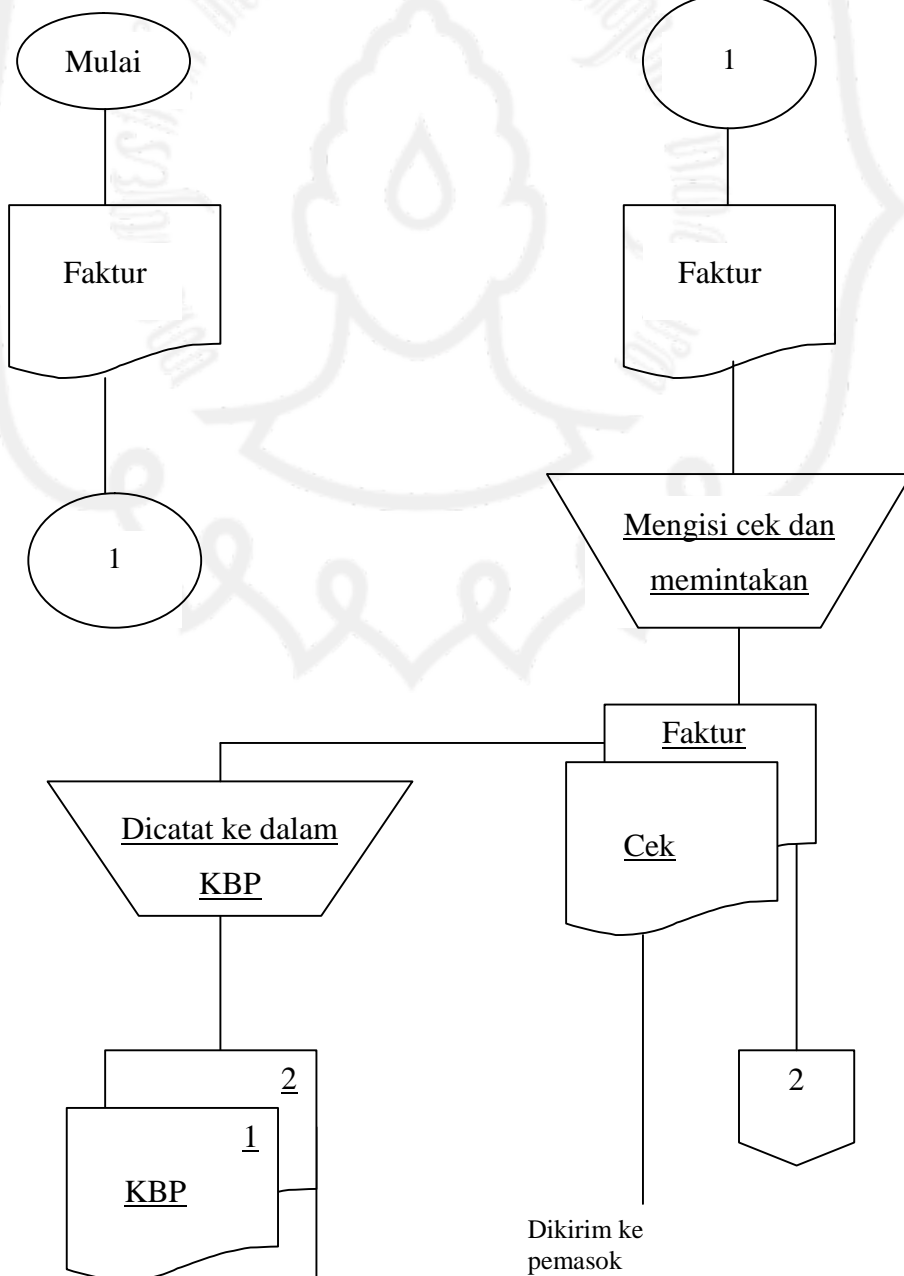 Mulai
Faktur
1
1
Faktur
Mengisi cek dan
memintakan
Faktur
Cek
Dicatat ke dalam
KBP
2
1
KBP
2
Dikirim ke
pemasok